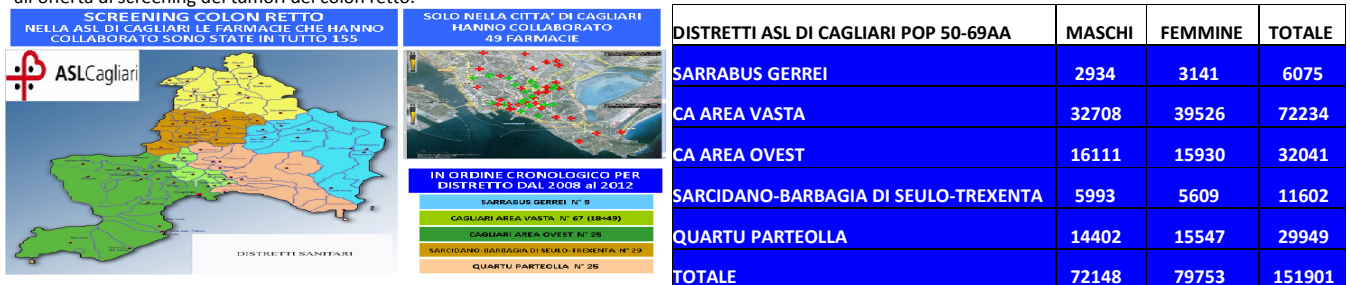 all'offerta di screening dei tumori del colon retto.
SCREENING COLON RETTO
NELLA ASL DI CAGLIARI LE FARMACIE CHE HANNO
COLLABORATO SONO STATE IN TUTTO 155
ASLCagliari
DISTRETTI SANITARI
SOLO NELLA CITTA' DI CAGLIARI
HANNO COLLABORATO
49 FARMACIE
IN ORDINE CRONOLOGICO PER
DISTRETTO DAL 2008 al 2012
SARRABUS GERREI N° 9
CAGLIARI AREA VASTA N° 67 (18+49)
CAGLIARI AREA OVEST N° 25
SARCIDANO-BARBAGIA DI SEULO-TREXENTA N° 29
QUARTU PARTEOLLA N° 25
DISTRETTI ASL DI CAGLIARI POP 50-69AA MASCHI FEMMINE TOTALE
SARRABUS GERREI 2934 3141 6075
CA AREA VASTA 32708 39526 72234
CA AREA OVEST 16111 15930 32041
SARCIDANO-BARBAGIA DI SEULO-TREXENTA 5993 5609 11602
QUARTU PARTEOLLA 14402 15547 29949
TOTALE 72148 79753 151901